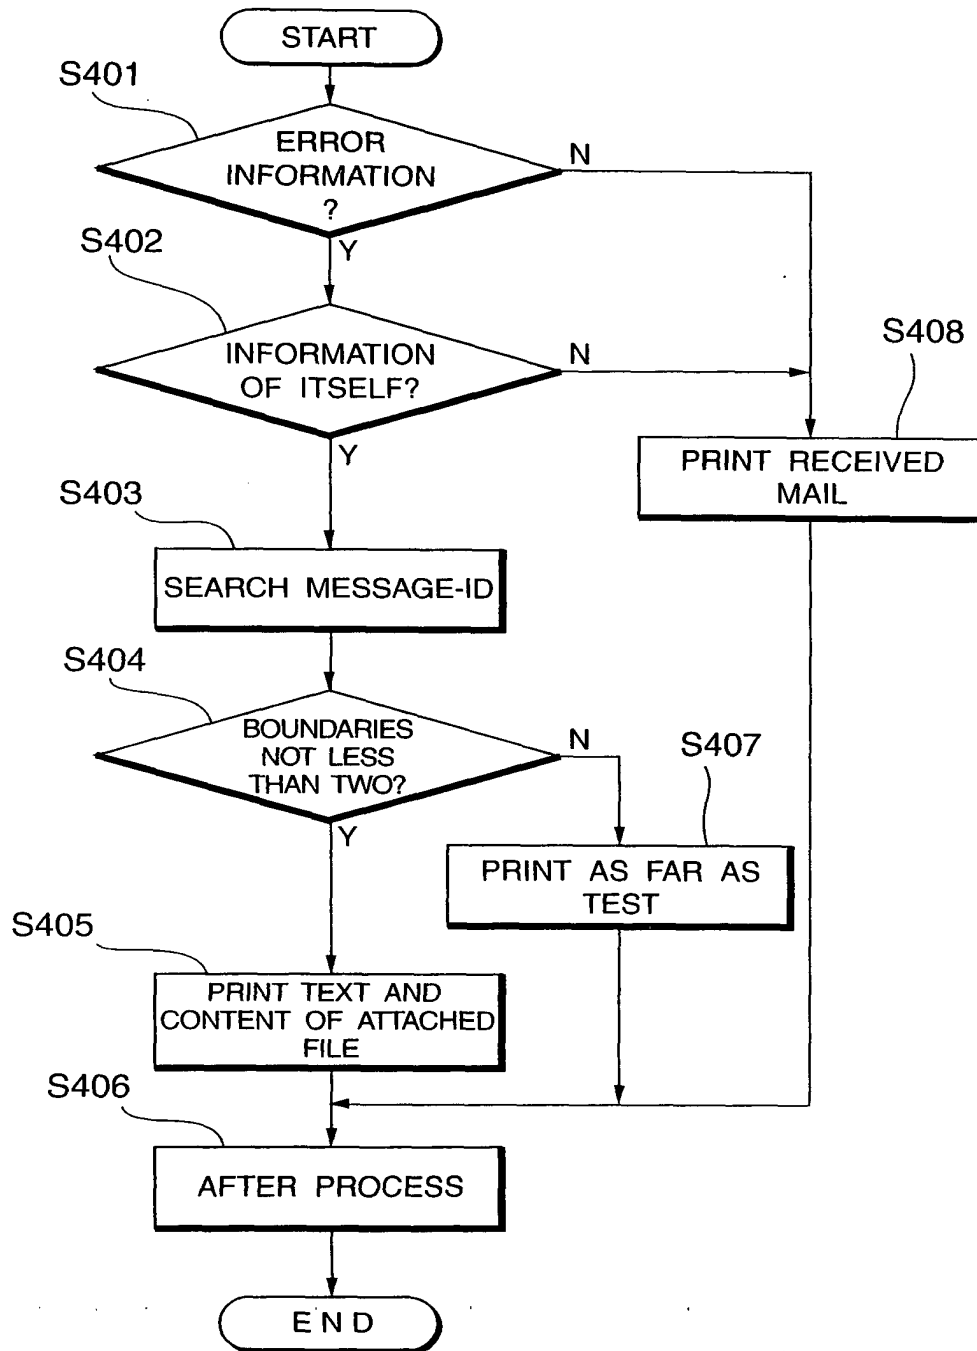 START
S401
ERROR
INFORMATION
?
N
Y
S402
INFORMATION
OF ITSELF?
N
Y
S408
PRINT RECEIVED
MAIL
S403
SEARCH MESSAGE-ID
S404
BOUNDARIES
NOT LESS
THAN TWO?
N
Y
S407
PRINT AS FAR AS
TEST
S405
PRINT TEXT AND
CONTENT OF ATTACHED
FILE
S406
AFTER PROCESS
END